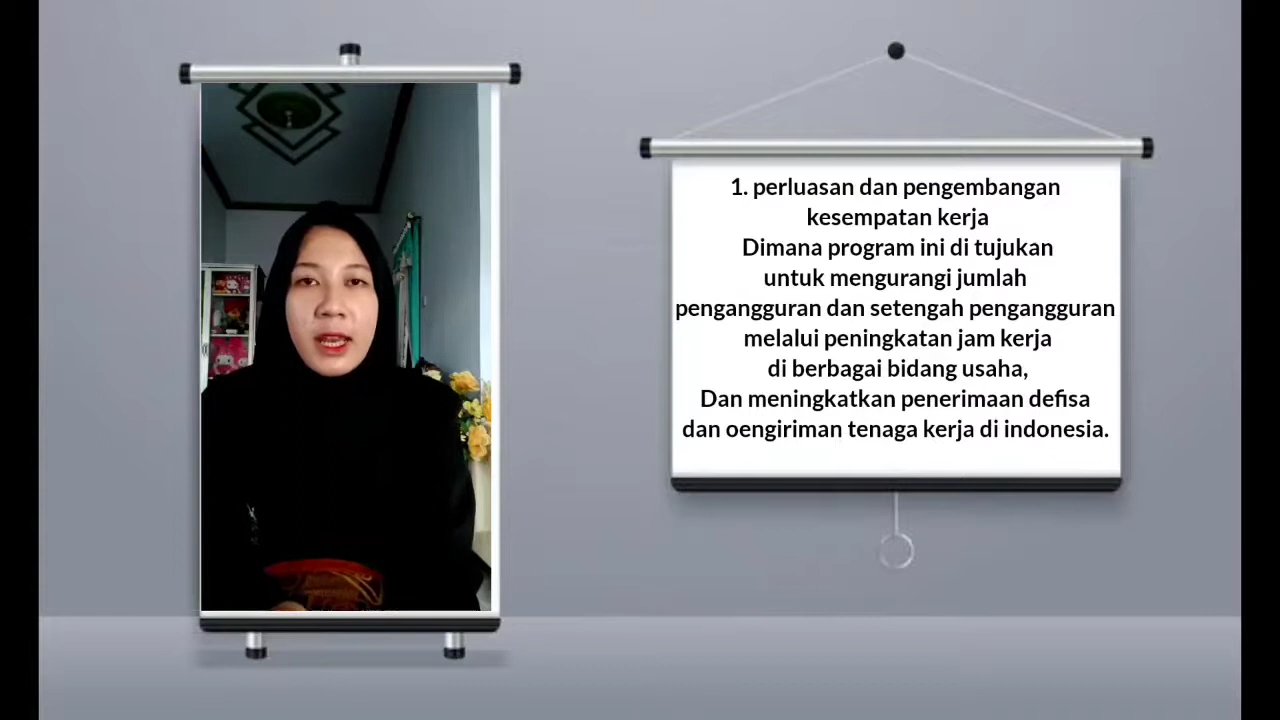 1. perluasan dan pengembangan
kesempatan kerja
Dimana program ini di tujukan
untuk mengurangi jumlah
pengangguran dan setengah pengangguran
melalui peningkatan jam kerja
di berbagai bidang usaha,
Dan meningkatkan penerimaan defisa
dan oengiriman tenaga kerja di indonesia.